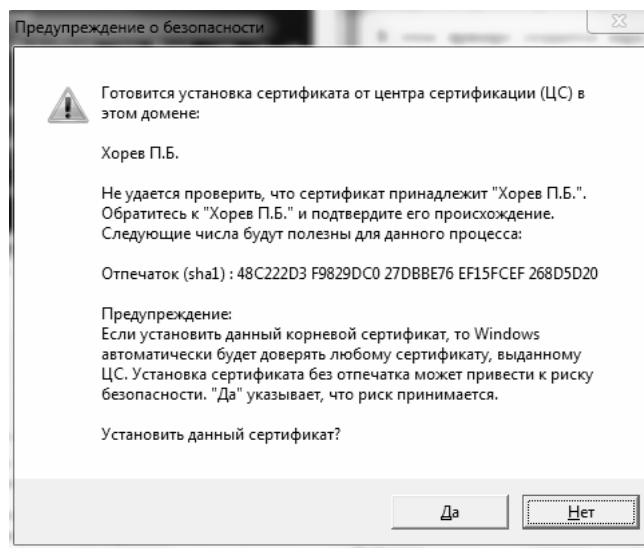 Предупреждение о безопасности
Готовится установка сертификата от центра сертификации (ЦС) в
этом домене:
Хорев П.Б.
Не удается проверить, что сертификат принадлежит "Хорев П.Б.".
Обратитесь к "Хорев П.Б." и подтвердите его происхождение.
Следующие числа будут полезны для данного процесса:
Отпечаток (sha1) : 48C222D3 F9829DC0 27DBBE76 EF15FCEF 268D5D20
Предупреждение:
Если установить данный корневой сертификат, то Windows
автоматически будет доверять любому сертификату, выданному
ЦС. Установка сертификата без отпечатка может привести к риску
безопасности. "Да" указывает, что риск принимается.
Установить данный сертификат?
Да Нет